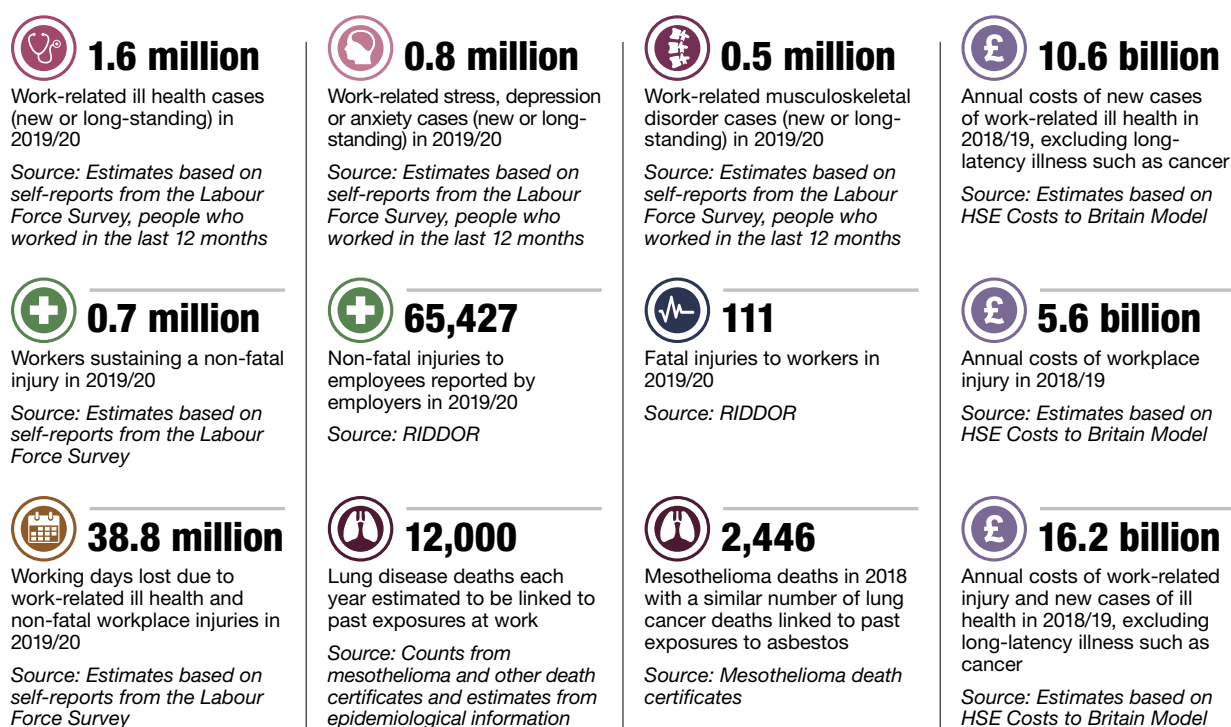 1.6 million
Work-related ill health cases
(new or long-standing) in
2019/20
Source: Estimates based on
self-reports from the Labour
Force Survey, people who
worked in the last 12 months
0.8 million
Work-related stress, depression
or anxiety cases (new or long-
standing) in 2019/20
Source: Estimates based on
self-reports from the Labour
Force Survey, people who
worked in the last 12 months
0.5 million
Work-related musculoskeletal
disorder cases (new or long-
standing) in 2019/20
Source: Estimates based on
self-reports from the Labour
Force Survey, people who
worked in the last 12 months
£
10.6 billion
Annual costs of new cases
of work-related ill health in
2018/19, excluding long-
latency illness such as cancer
Source: Estimates based on
HSE Costs to Britain Model
0.7 million
Workers sustaining a non-fatal
injury in 2019/20
Source: Estimates based on
self-reports from the Labour
Force Survey
65,427
Non-fatal injuries to
employees reported by
employers in 2019/20
Source: RIDDOR
111
Fatal injuries to workers in
2019/20
Source: RIDDOR
£
5.6 billion
Annual costs of workplace
injury in 2018/19
Source: Estimates based on
HSE Costs to Britain Model
38.8 million
Working days lost due to
work-related ill health and
non-fatal workplace injuries in
2019/20
Source: Estimates based on
self-reports from the Labour
Force Survey
12,000
Lung disease deaths each
year estimated to be linked to
past exposures at work
Source: Counts from
mesothelioma and other death
certificates and estimates from
epidemiological information
2,446
Mesothelioma deaths in 2018
with a similar number of lung
cancer deaths linked to past
exposures to asbestos
Source: Mesothelioma death
certificates
£
16.2 billion
Annual costs of work-related
injury and new cases of ill
health in 2018/19, excluding
long-latency illness such as
cancer
Source: Estimates based on
HSE Costs to Britain Model